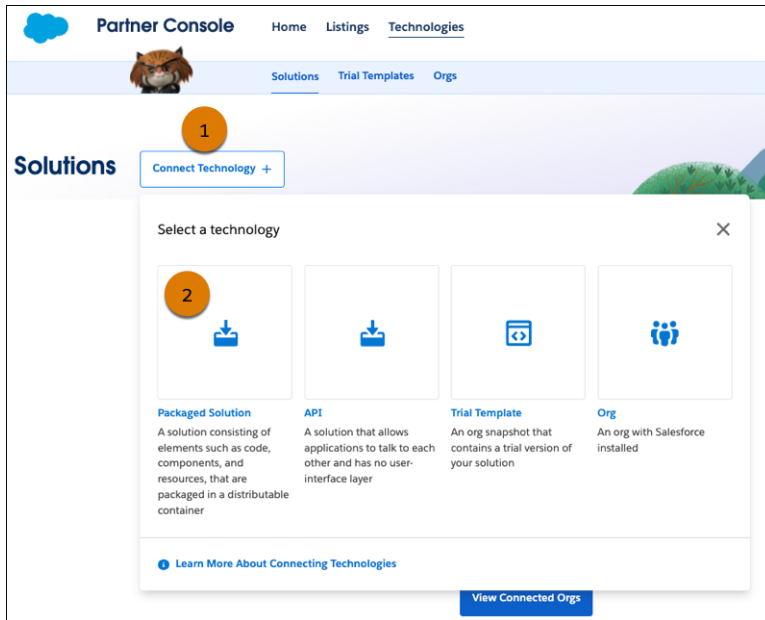 Partner Console
Home Listings Technologies
Solutions Trial Templates Orgs
1
Solutions
Connect Technology +
Select a technology
2
Packaged Solution
A solution consisting of
elements such as code,
components, and
resources, that are
packaged in a distributable
container
API
A solution that allows
applications to talk to each
other and has no user-
interface layer
Trial Template
An org snapshot that
contains a trial version of
your solution
Org
An org with Salesforce
installed
Learn More About Connecting Technologies
View Connected Orgs